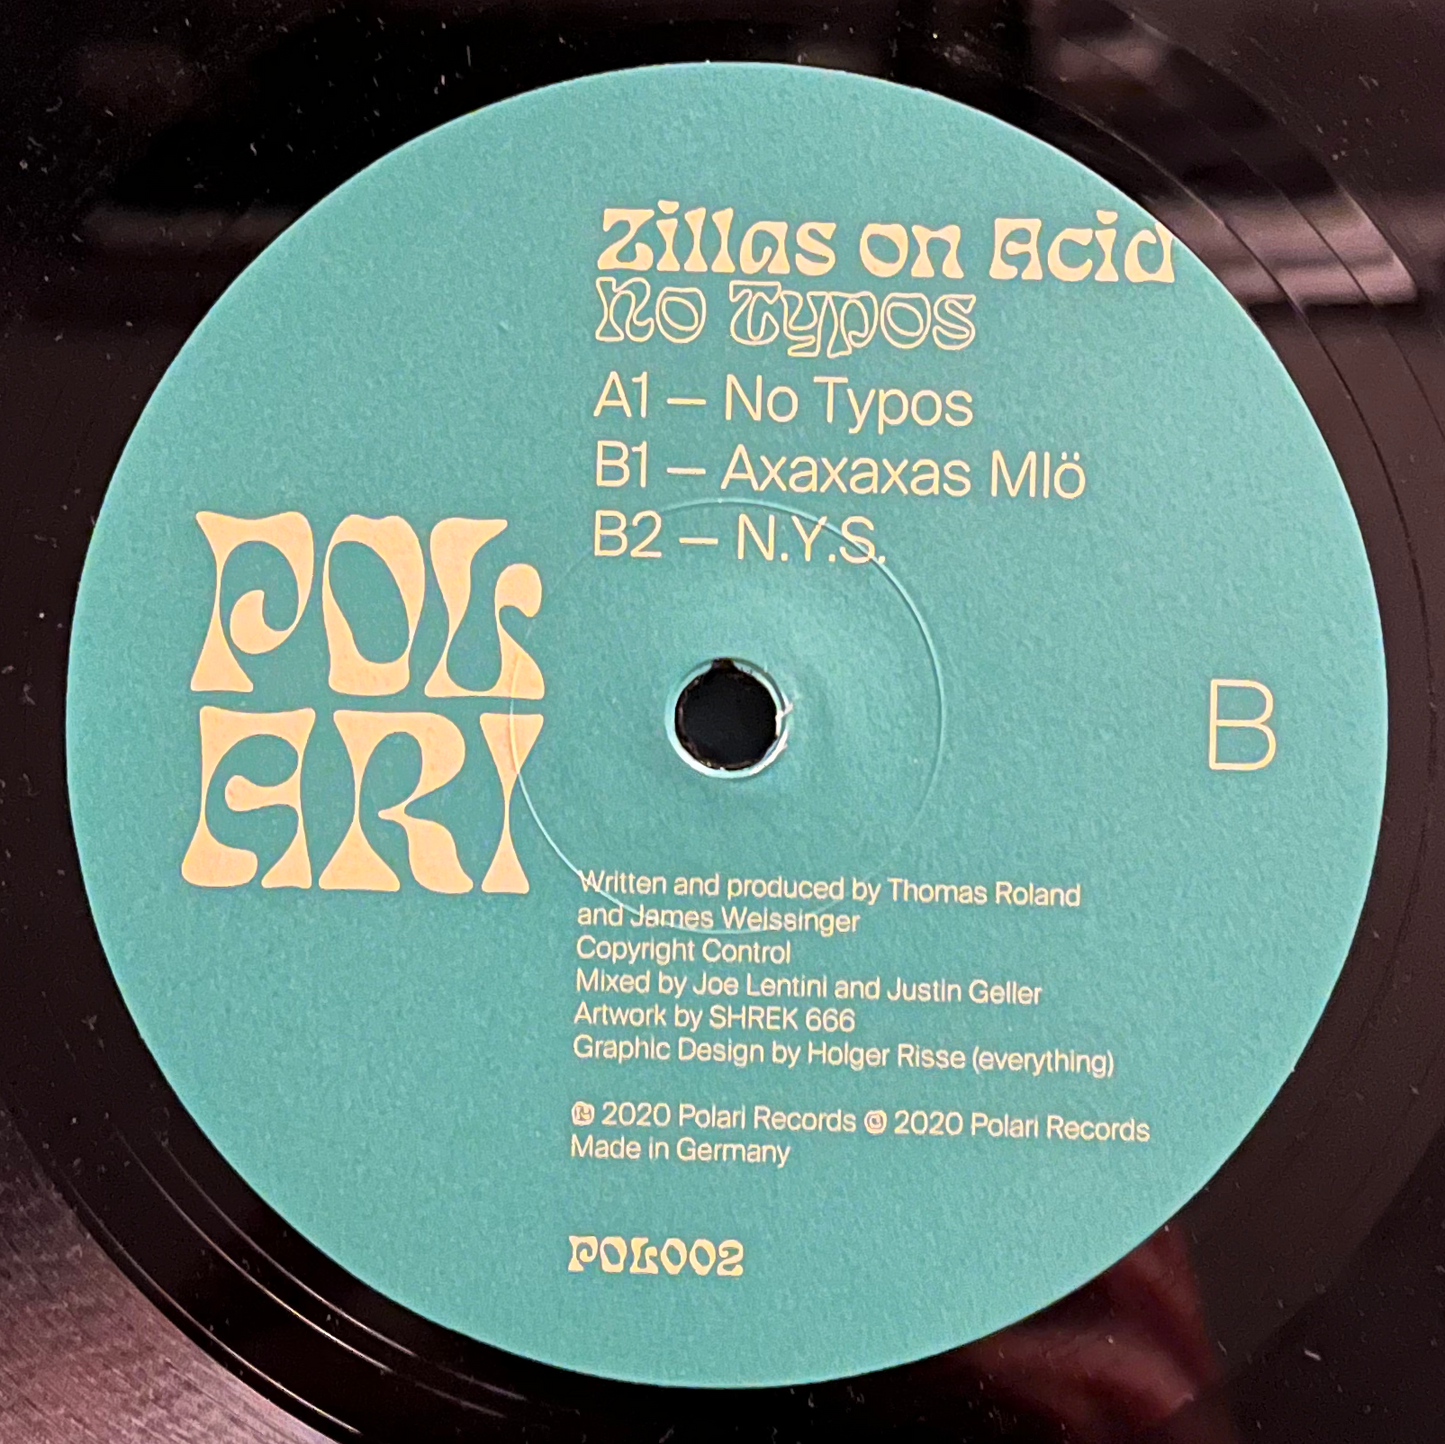 Zillas on Acid
No Typos
A1 — No Typos
B1 — Axaxaxas Mlö
B2 — N.Y.S.
POL
ARI
B
Written and produced by Thomas Roland
and James Weissinger
Copyright Control
Mixed by Joe Lentini and Justin Geller
Artwork by SHREK 666
Graphic Design by Holger Risse (everything)
℗ 2020 Polari Records © 2020 Polari Records
Made in Germany
POL002